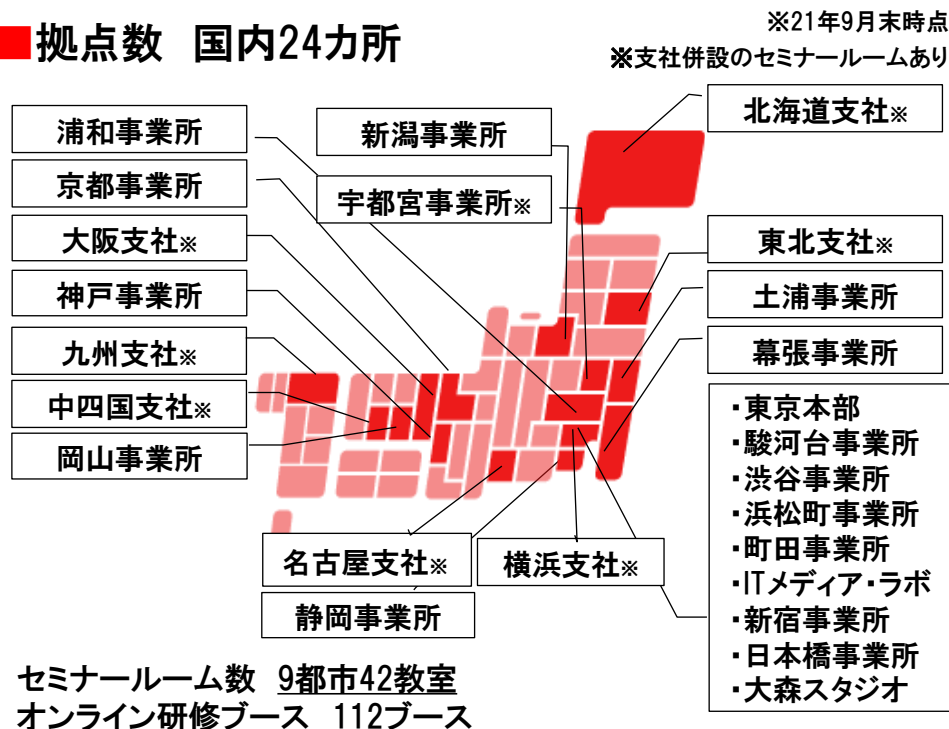 ■拠点数 国内24カ所
※21年9月末時点
※支社併設のセミナールームあり
浦和事業所
京都事業所
大阪支社※
神戸事業所
九州支社※
中四国支社※
岡山事業所
新潟事業所
宇都宮事業所※
北海道支社※
東北支社※
土浦事業所
幕張事業所
・東京本部
・駿河台事業所
・渋谷事業所
・浜松町事業所
・町田事業所
・ITメディア・ラボ
・新宿事業所
・日本橋事業所
・大森スタジオ
名古屋支社※
横浜支社※
静岡事業所
セミナールーム数 9都市42教室
オンライン研修ブース 112ブース